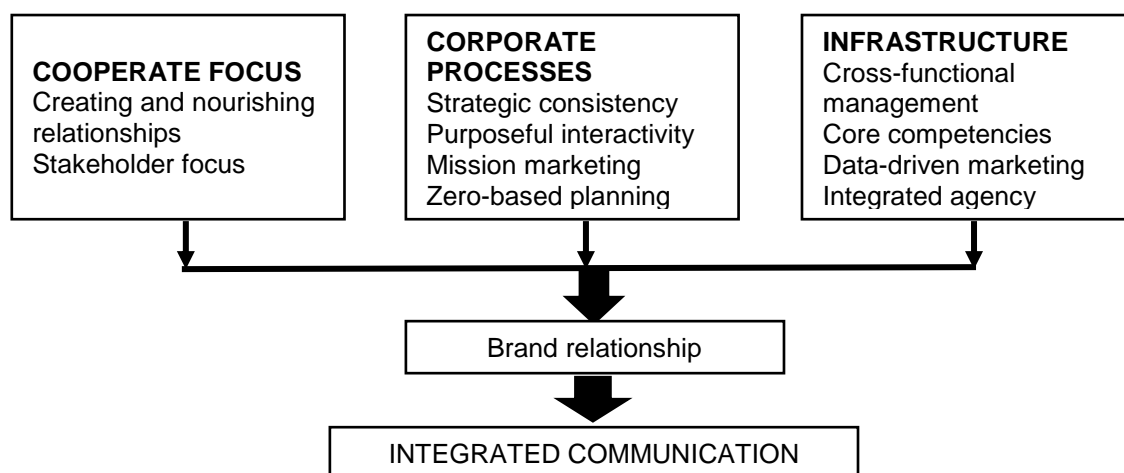 COOPERATE FOCUS
Creating and nourishing
relationships
Stakeholder focus
CORPORATE
PROCESSES
Strategic consistency
Purposeful interactivity
Mission marketing
Zero-based planning
INFRASTRUCTURE
Cross-functional
management
Core competencies
Data-driven marketing
Integrated agency
Brand relationship
INTEGRATED COMMUNICATION